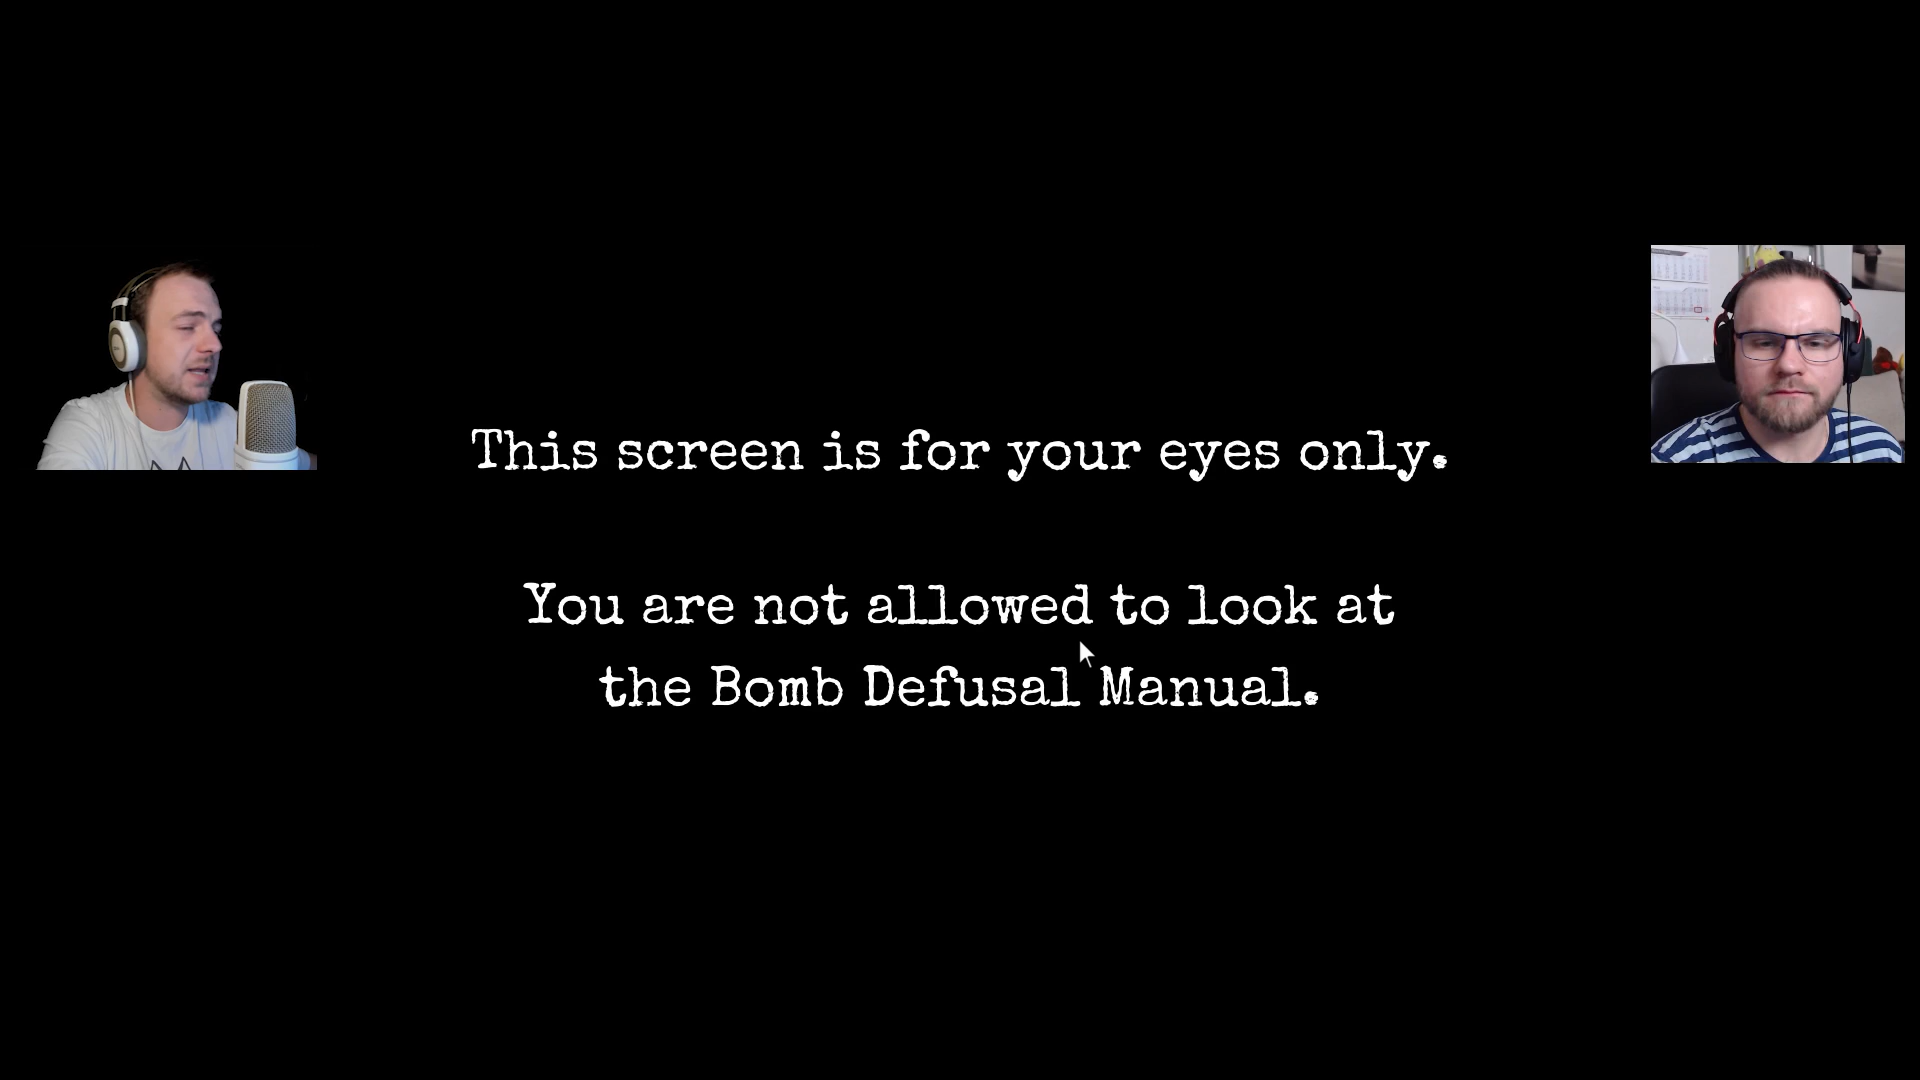 This screen is for your eyes only.
You are not allowed to look at
the Bomb Defusal Manual.